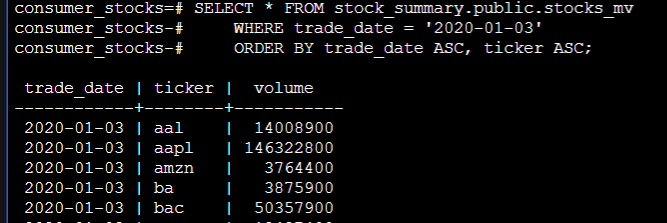 consumer_stocks=# SELECT * FROM stock_summary.public.stocks_mv
consumer_stocks-#     WHERE trade_date = '2020-01-03'
consumer_stocks-#     ORDER BY trade_date ASC, ticker ASC;
 trade_date | ticker |  volume
------------+--------+-----------
 2020-01-03 | aal    |  14008900
 2020-01-03 | aapl   | 146322800
 2020-01-03 | amzn   |   3764400
 2020-01-03 | ba     |   3875900
 2020-01-03 | bac    |  50357900